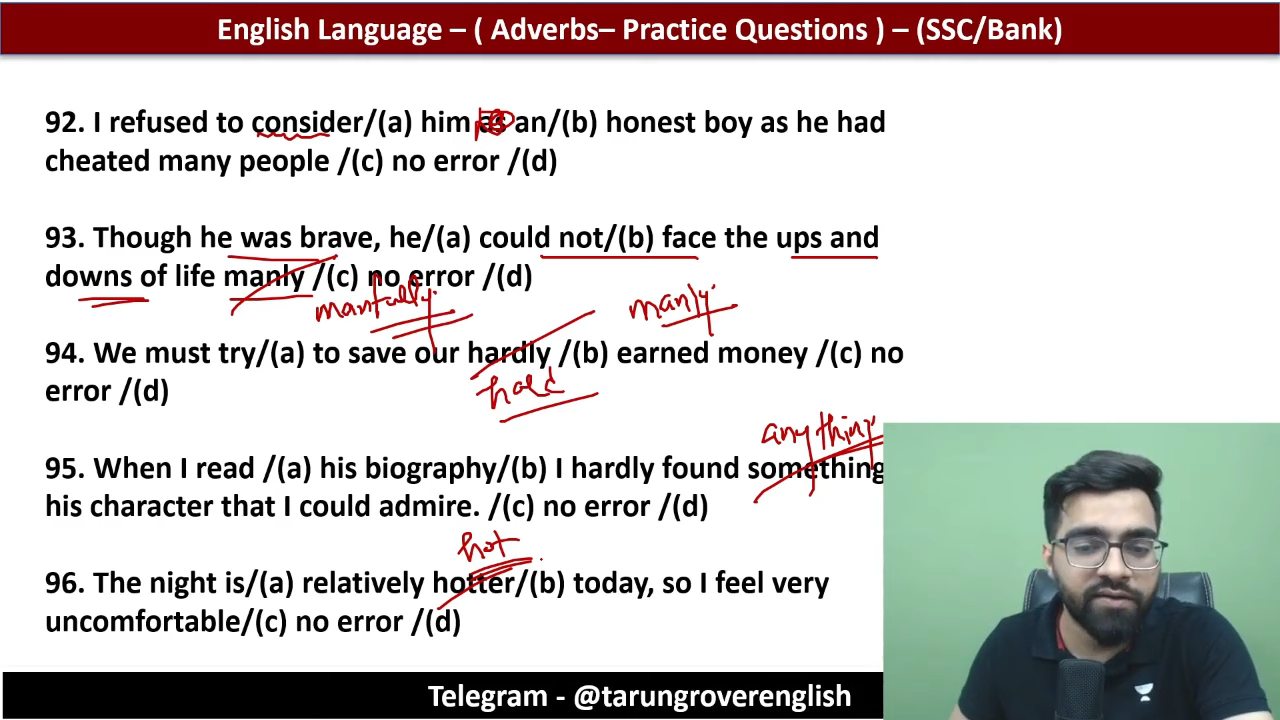 English Language – ( Adverbs– Practice Questions ) – (SSC/Bank)
92. I refused to consider/(a) him as an/(b) honest boy as he had
cheated many people /(c) no error /(d)
93. Though he was brave, he/(a) could not/(b) face the ups and
downs of life manly /(c) no error /(d)
manfully
manly
94. We must try/(a) to save our hardly /(b) earned money /(c) no
error /(d)
hard
anything
95. When I read /(a) his biography/(b) I hardly found something
his character that I could admire. /(c) no error /(d)
hot
96. The night is/(a) relatively hotter/(b) today, so I feel very
uncomfortable/(c) no error /(d)
Telegram - @tarungroverenglish